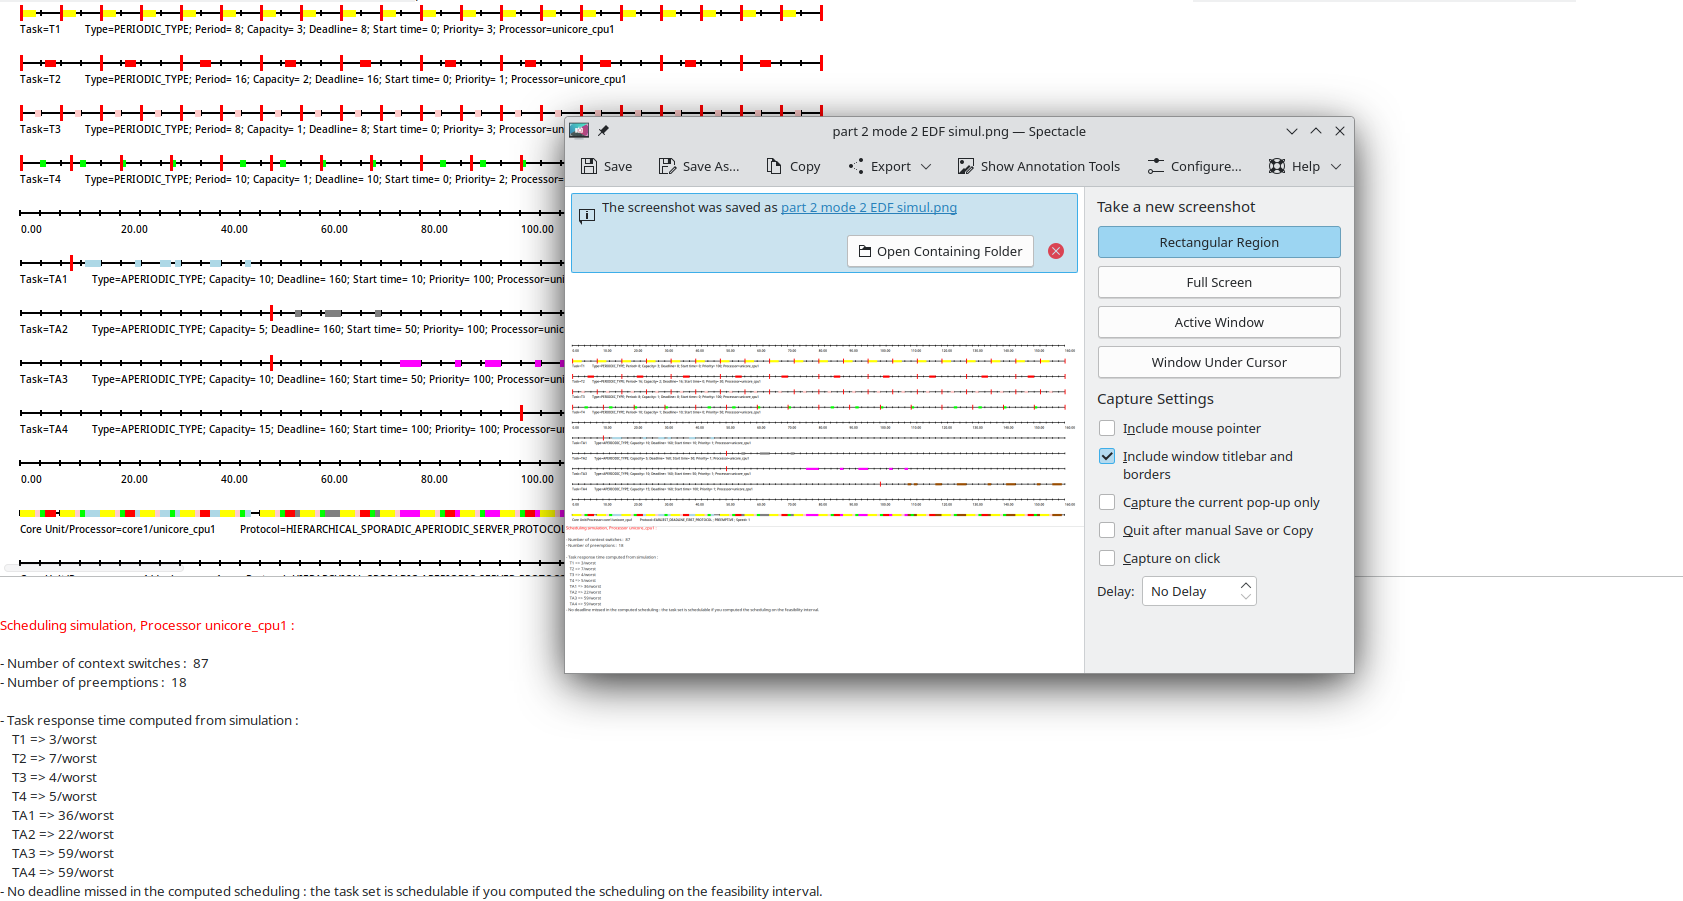 Task=T1 Type=PERIODIC_TYPE; Period= 8; Capacity= 3; Deadline= 8; Start time= 0; Priority= 3; Processor=unicore_cpu1
Task=T2 Type=PERIODIC_TYPE; Period= 16; Capacity= 2; Deadline= 16; Start time= 0; Priority= 1; Processor=unicore_cpu1
Task=T3 Type=PERIODIC_TYPE; Period= 8; Capacity= 1; Deadline= 8; Start time= 0; Priority= 3; Processor=un
Task=T4 Type=PERIODIC_TYPE; Period= 10; Capacity= 1; Deadline= 10; Start time= 0; Priority= 2; Processor=
0.00 20.00 40.00 60.00 80.00 100.00
Task=TA1 Type=APERIODIC_TYPE; Capacity= 10; Deadline= 160; Start time= 10; Priority= 100; Processor=uni
Task=TA2 Type=APERIODIC_TYPE; Capacity= 5; Deadline= 160; Start time= 50; Priority= 100; Processor=unic
Task=TA3 Type=APERIODIC_TYPE; Capacity= 10; Deadline= 160; Start time= 50; Priority= 100; Processor=uni
Task=TA4 Type=APERIODIC_TYPE; Capacity= 15; Deadline= 160; Start time= 100; Priority= 100; Processor=u
0.00 20.00 40.00 60.00 80.00 100.00
Core Unit/Processor=core1/unicore_cpu1 Protocol=HIERARCHICAL_SPORADIC_APERIODIC_SERVER_PROTOCOL
part 2 mode 2 EDF simul.png — Spectacle
Save Save As... Copy Export Show Annotation Tools Configure... Help
The screenshot was saved as part 2 mode 2 EDF simul.png
Open Containing Folder
Take a new screenshot
Rectangular Region
Full Screen
Active Window
Window Under Cursor
Capture Settings
Include mouse pointer
Include window titlebar and
borders
Capture the current pop-up only
Quit after manual Save or Copy
Capture on click
Delay: No Delay
Scheduling simulation, Processor unicore_cpu1 :
- Number of context switches : 87
- Number of preemptions : 18
- Task response time computed from simulation :
T1 => 3/worst
T2 => 7/worst
T3 => 4/worst
T4 => 5/worst
TA1 => 36/worst
TA2 => 22/worst
TA3 => 59/worst
TA4 => 59/worst
- No deadline missed in the computed scheduling : the task set is schedulable if you computed the scheduling on the feasibility interval.